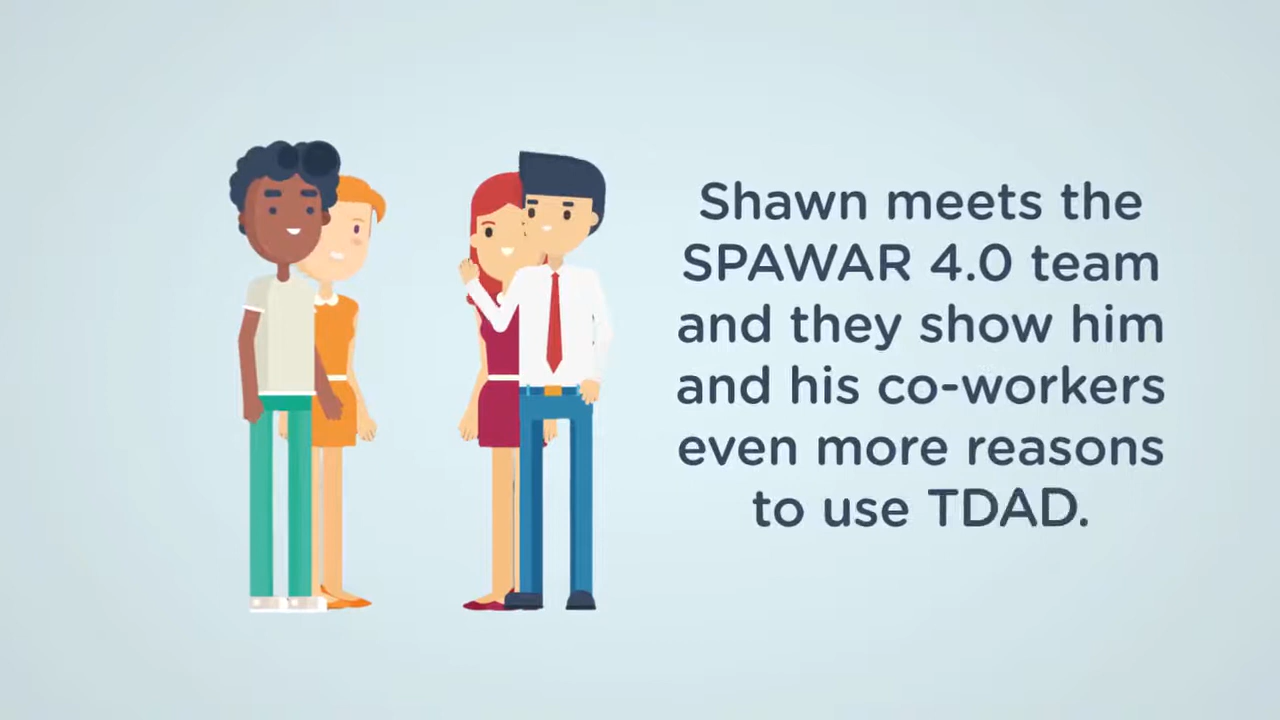 Shawn meets the
SPAWAR 4.0 team
and they show him
and his co-workers
even more reasons
to use TDAD.